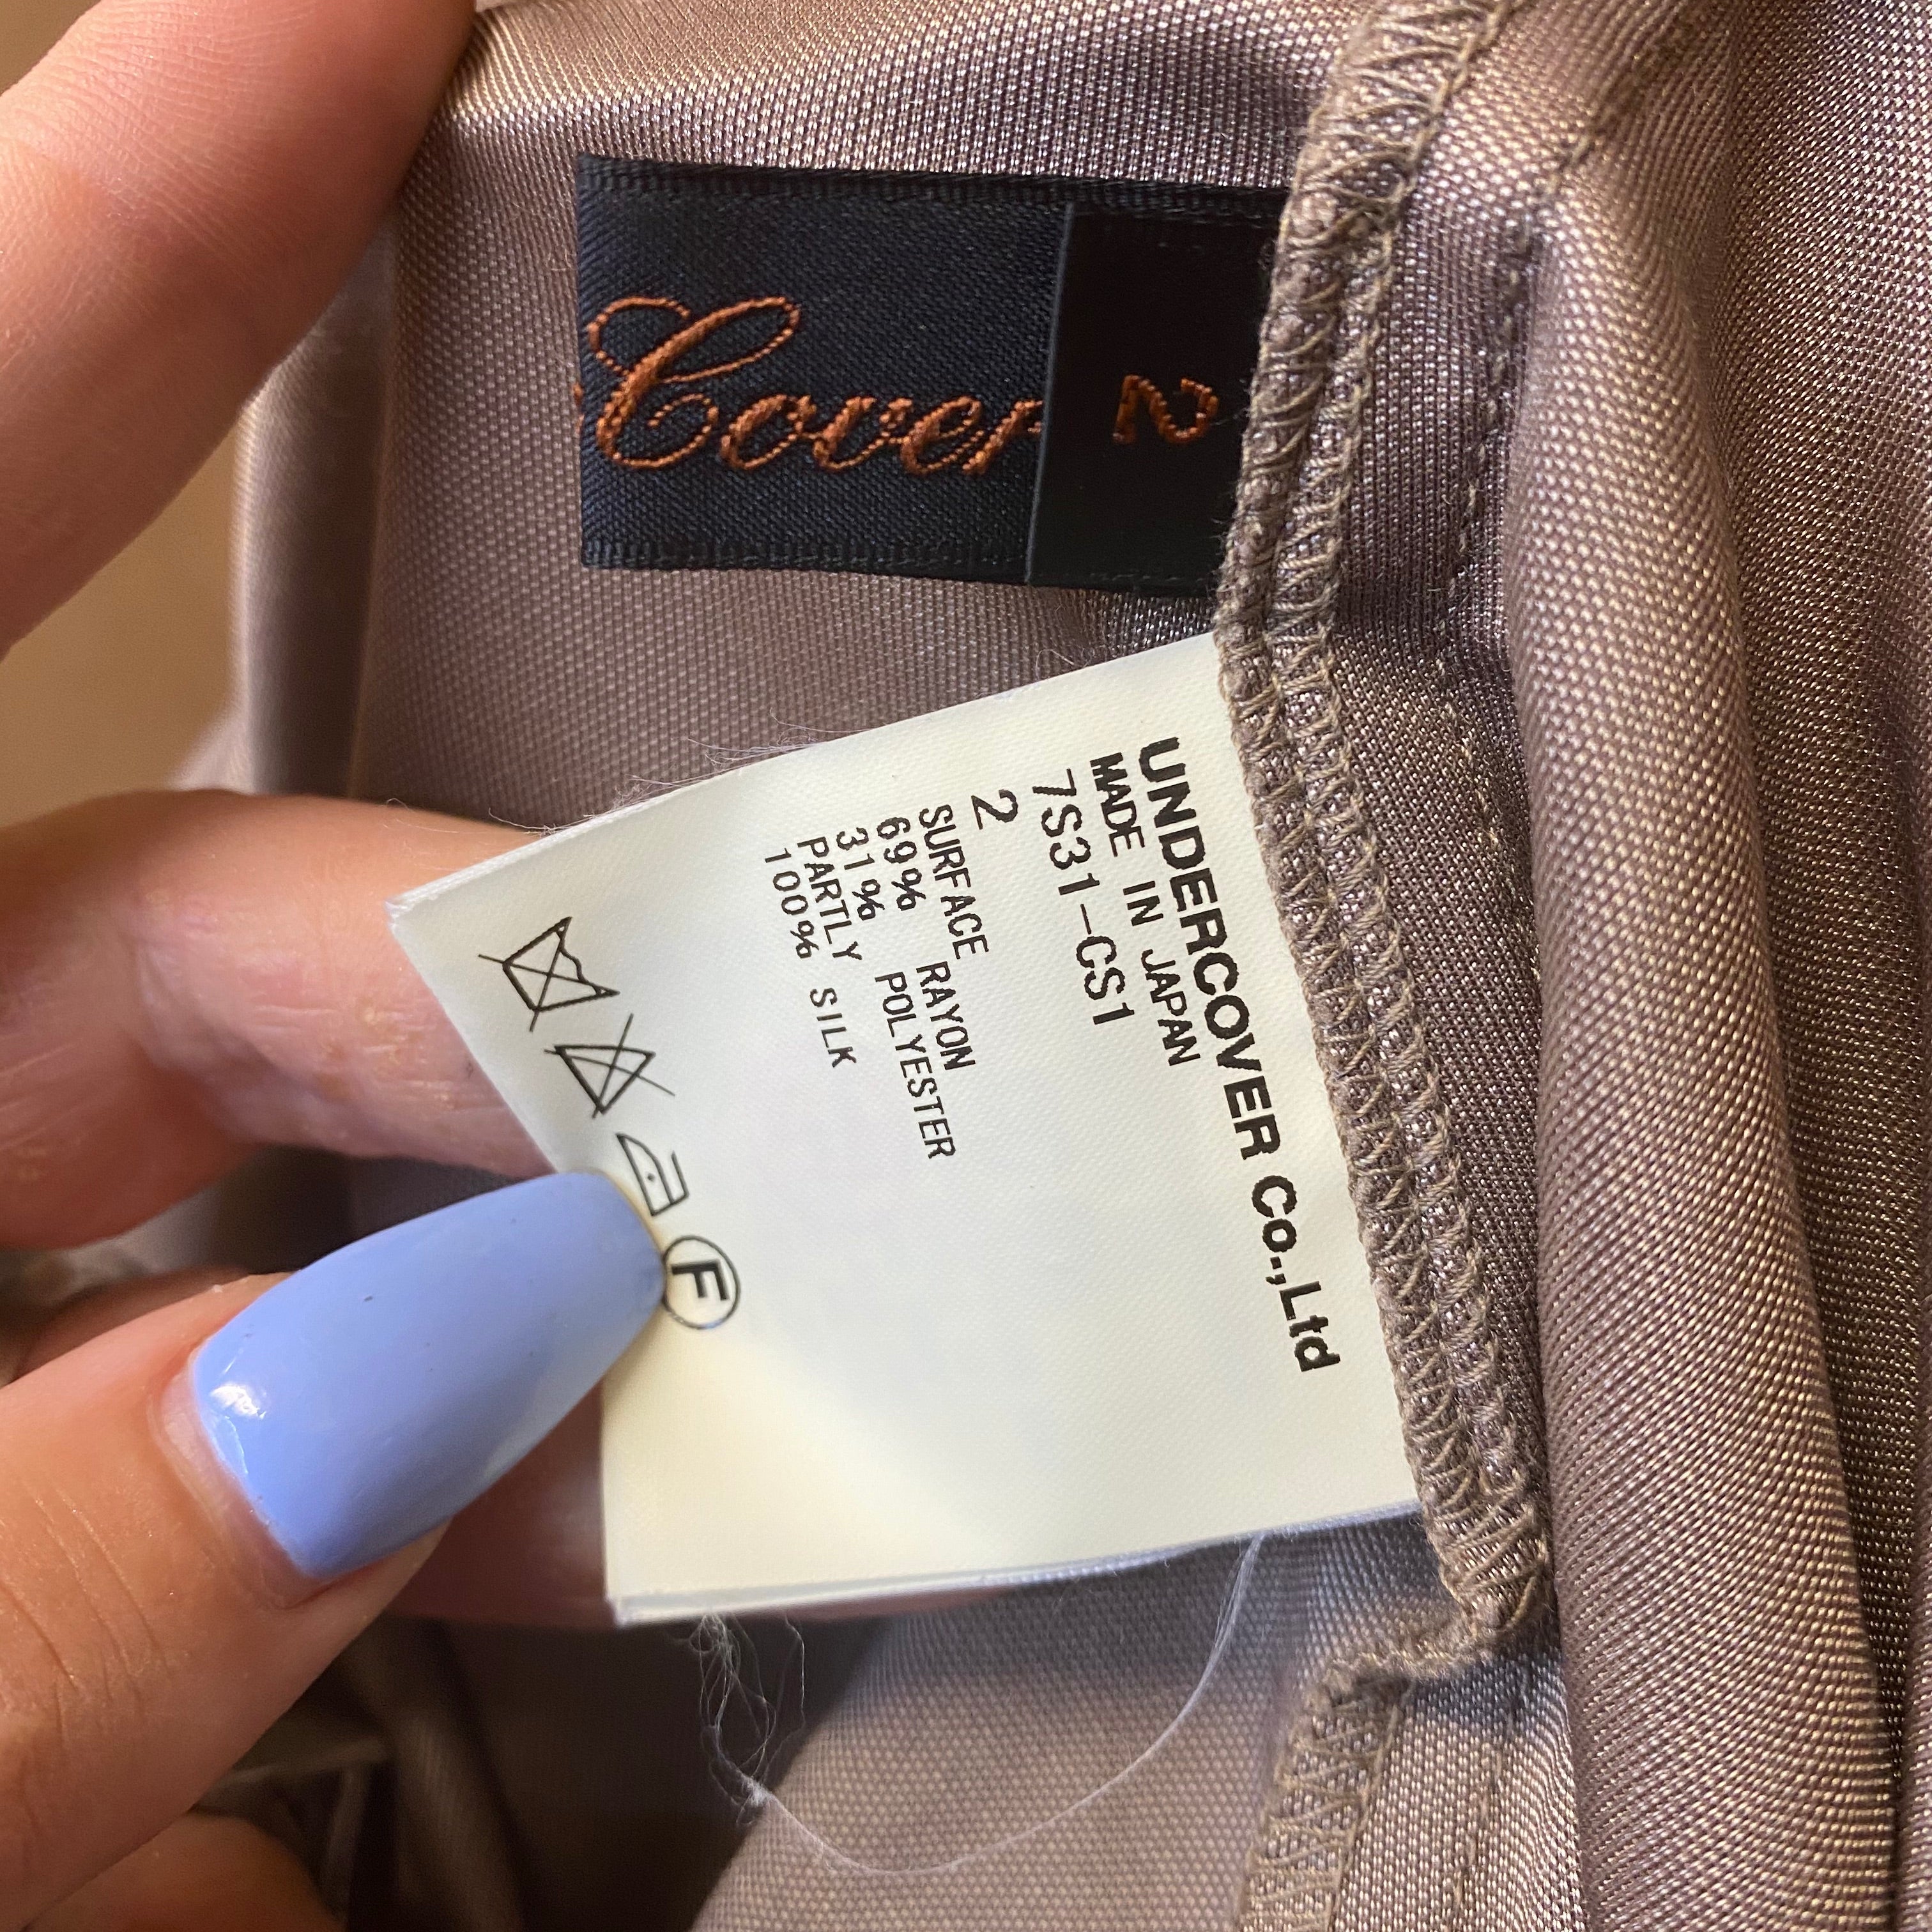 Cover
2
UNDERCOVER Co.,Ltd
MADE IN JAPAN
7S31-CS1
2
SURFACE
69% RAYON
31% POLYESTER
PARTLY
100% SILK
F